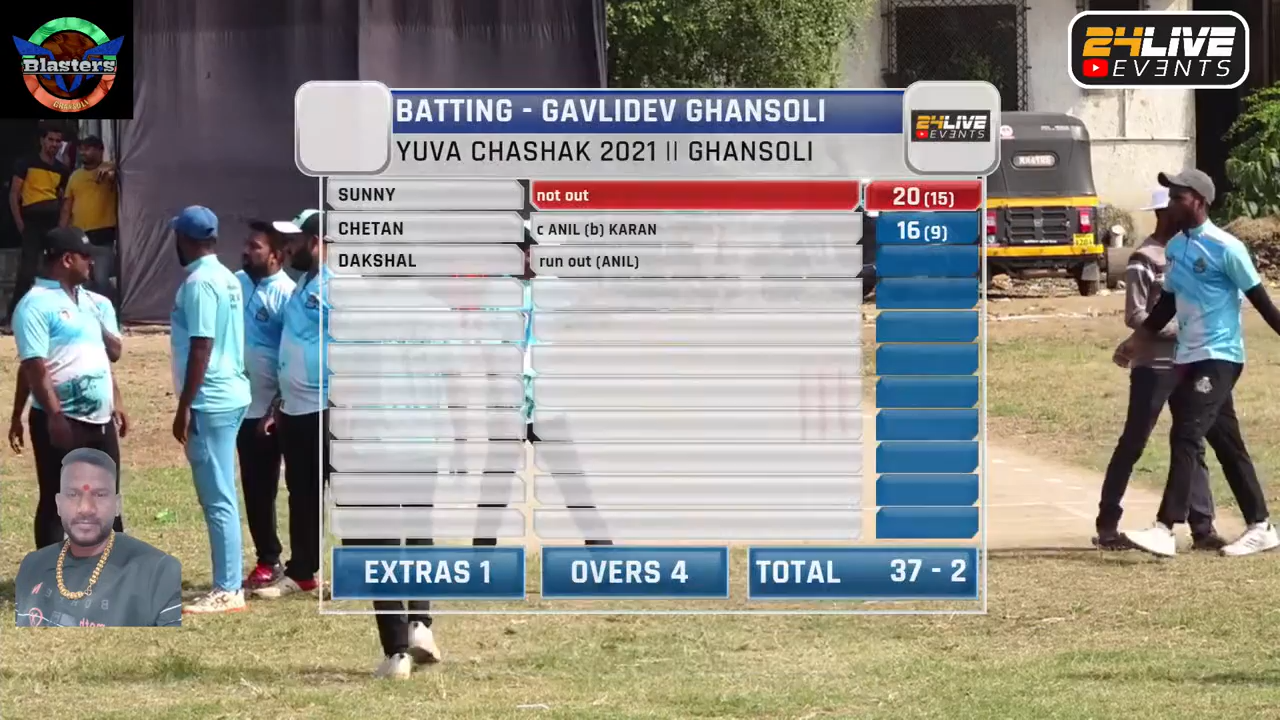 Blasters
GHANSOLI
24LIVE
EVENTS
BATTING - GAVLIDEV GHANSOLI
24LIVE
EVENTS
YUVA CHASHAK 2021 || GHANSOLI
SUNNY not out 20 (15)
CHETAN c ANIL (b) KARAN 16 (9)
DAKSHAL run out (ANIL)
EXTRAS 1 OVERS 4 TOTAL 37 - 2